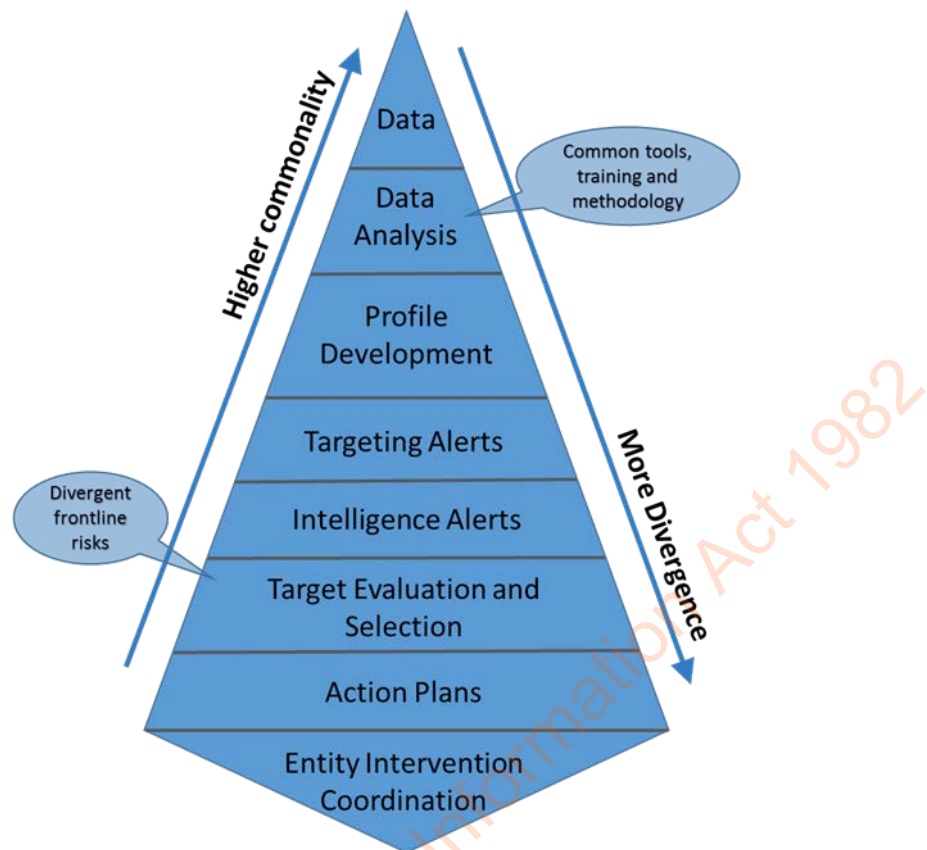 Data
Higher commonality
Common tools,
training and
methodology
Data
Analysis
Profile
Development
Targeting Alerts
More Divergence
Divergent
frontline
risks
Intelligence Alerts
Target Evaluation and
Selection
Action Plans
Entity Intervention
Coordination
Information Act 1982